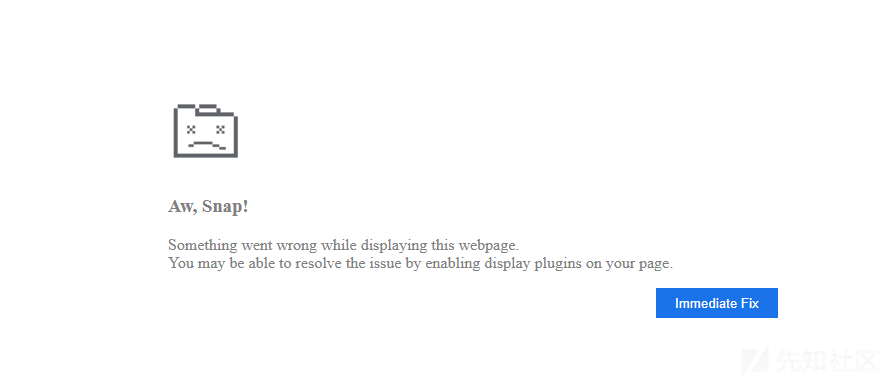 Aw, Snap!
Something went wrong while displaying this webpage.
You may be able to resolve the issue by enabling display plugins on your page.
Immediate Fix
先知社区